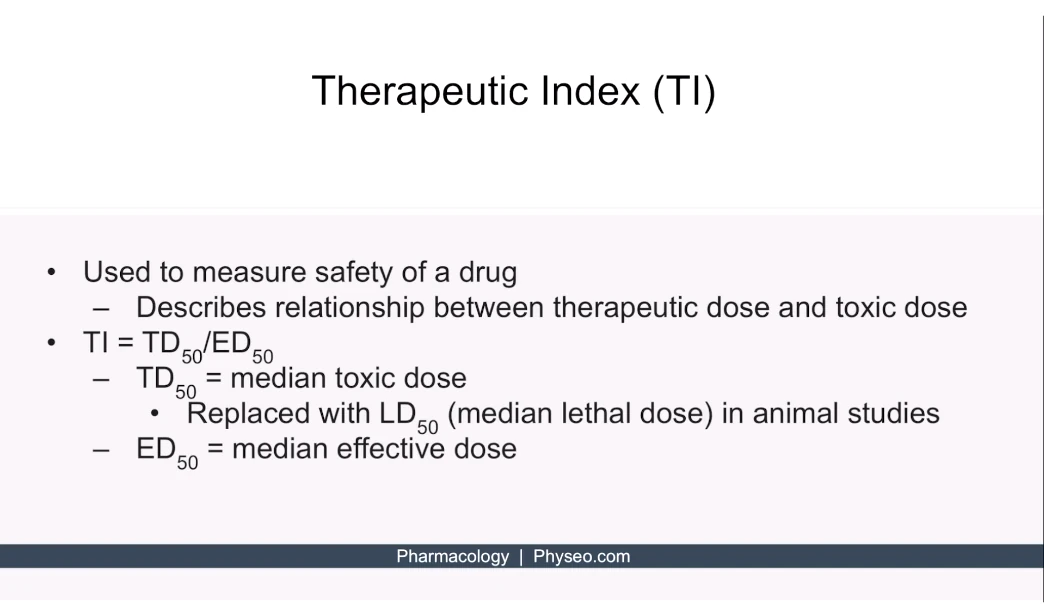 Therapeutic Index (TI)
• Used to measure safety of a drug
– Describes relationship between therapeutic dose and toxic dose
• TI = TD50/ED50
– TD50 = median toxic dose
• Replaced with LD50 (median lethal dose) in animal studies
– ED50 = median effective dose
Pharmacology | Physeo.com